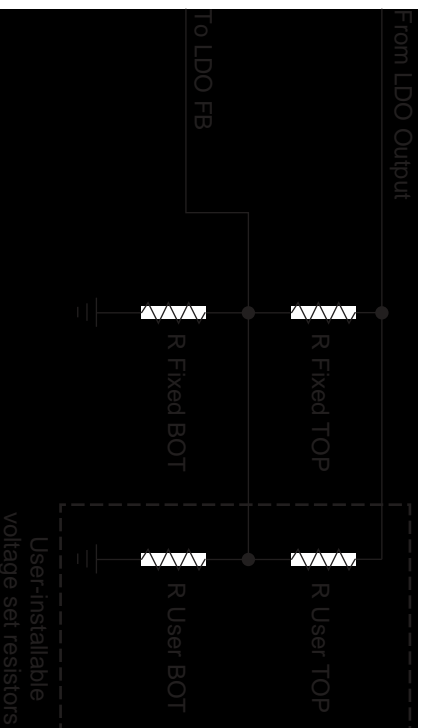 From LDO Output
To LDO FB
R Fixed TOP
R Fixed BOT
R User TOP
R User BOT
User-installable
voltage set resistors